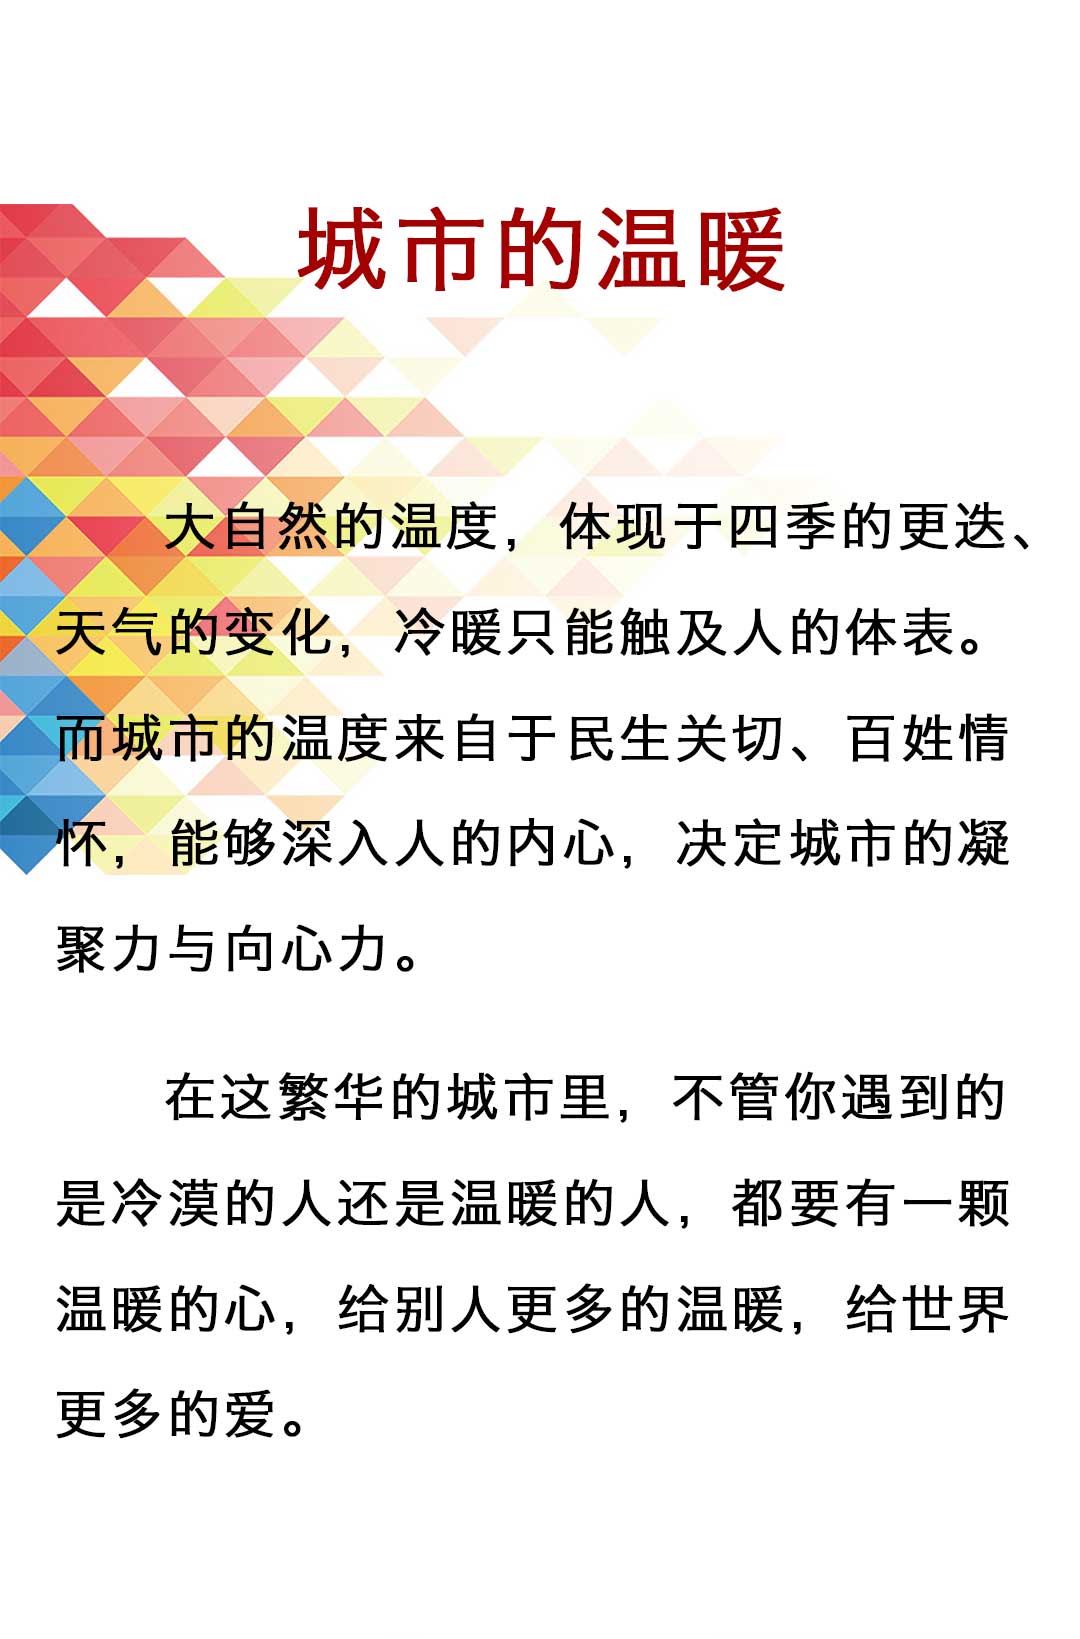 城市的温暖
大自然的温度，体现于四季的更迭、
天气的变化，冷暖只能触及人的体表。
而城市的温度来自于民生关切、百姓情
怀，能够深入人的内心，决定城市的凝
聚力与向心力。
在这繁华的城市里，不管你遇到的
是冷漠的人还是温暖的人，都要有一颗
温暖的心，给别人更多的温暖，给世界
更多的爱。